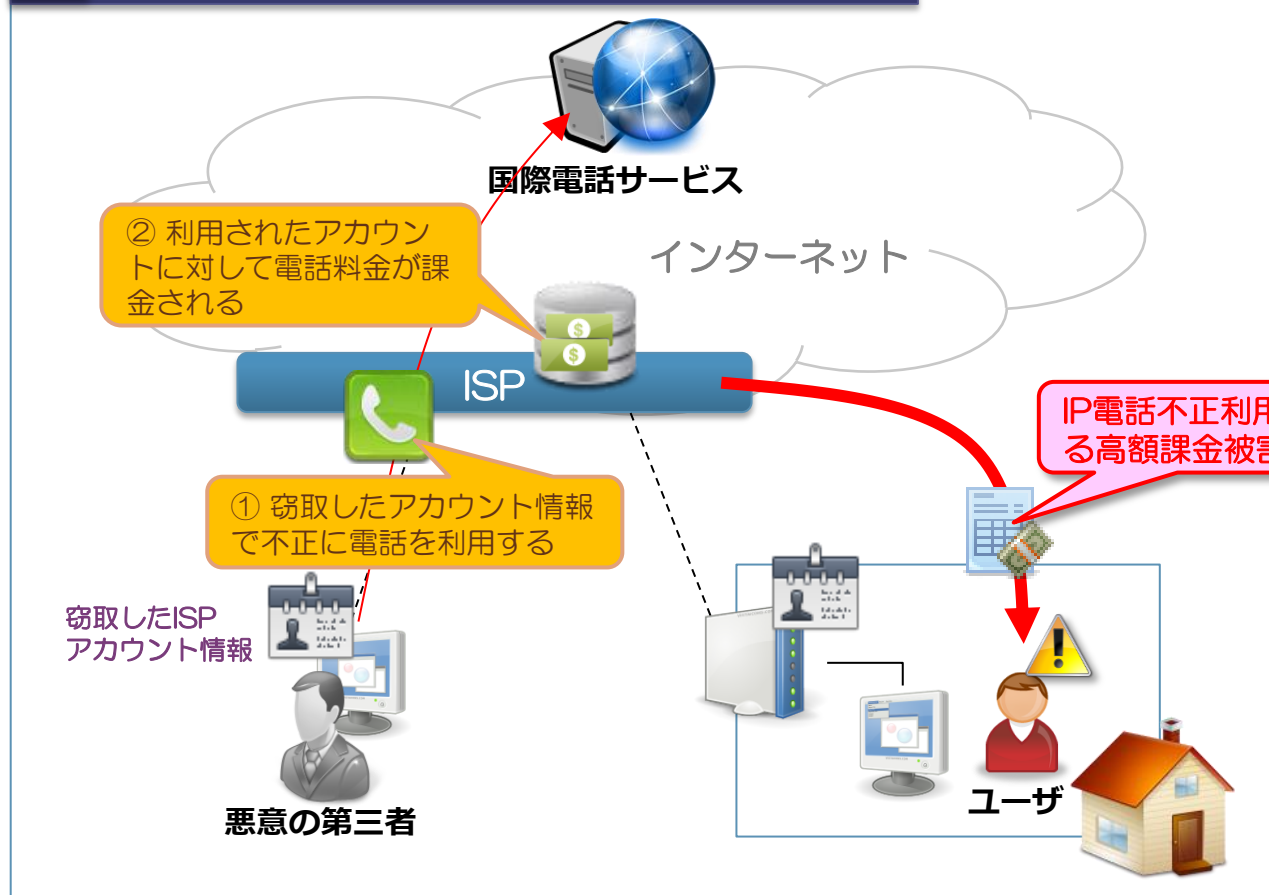 国際電話サービス
② 利用されたアカウン
トに対して電話料金が課
金される
インターネット
ISP
IP電話不正利用
る高額課金被害
① 窃取したアカウント情報
で不正に電話を利用する
窃取したISP
アカウント情報
ユーザ
悪意の第三者